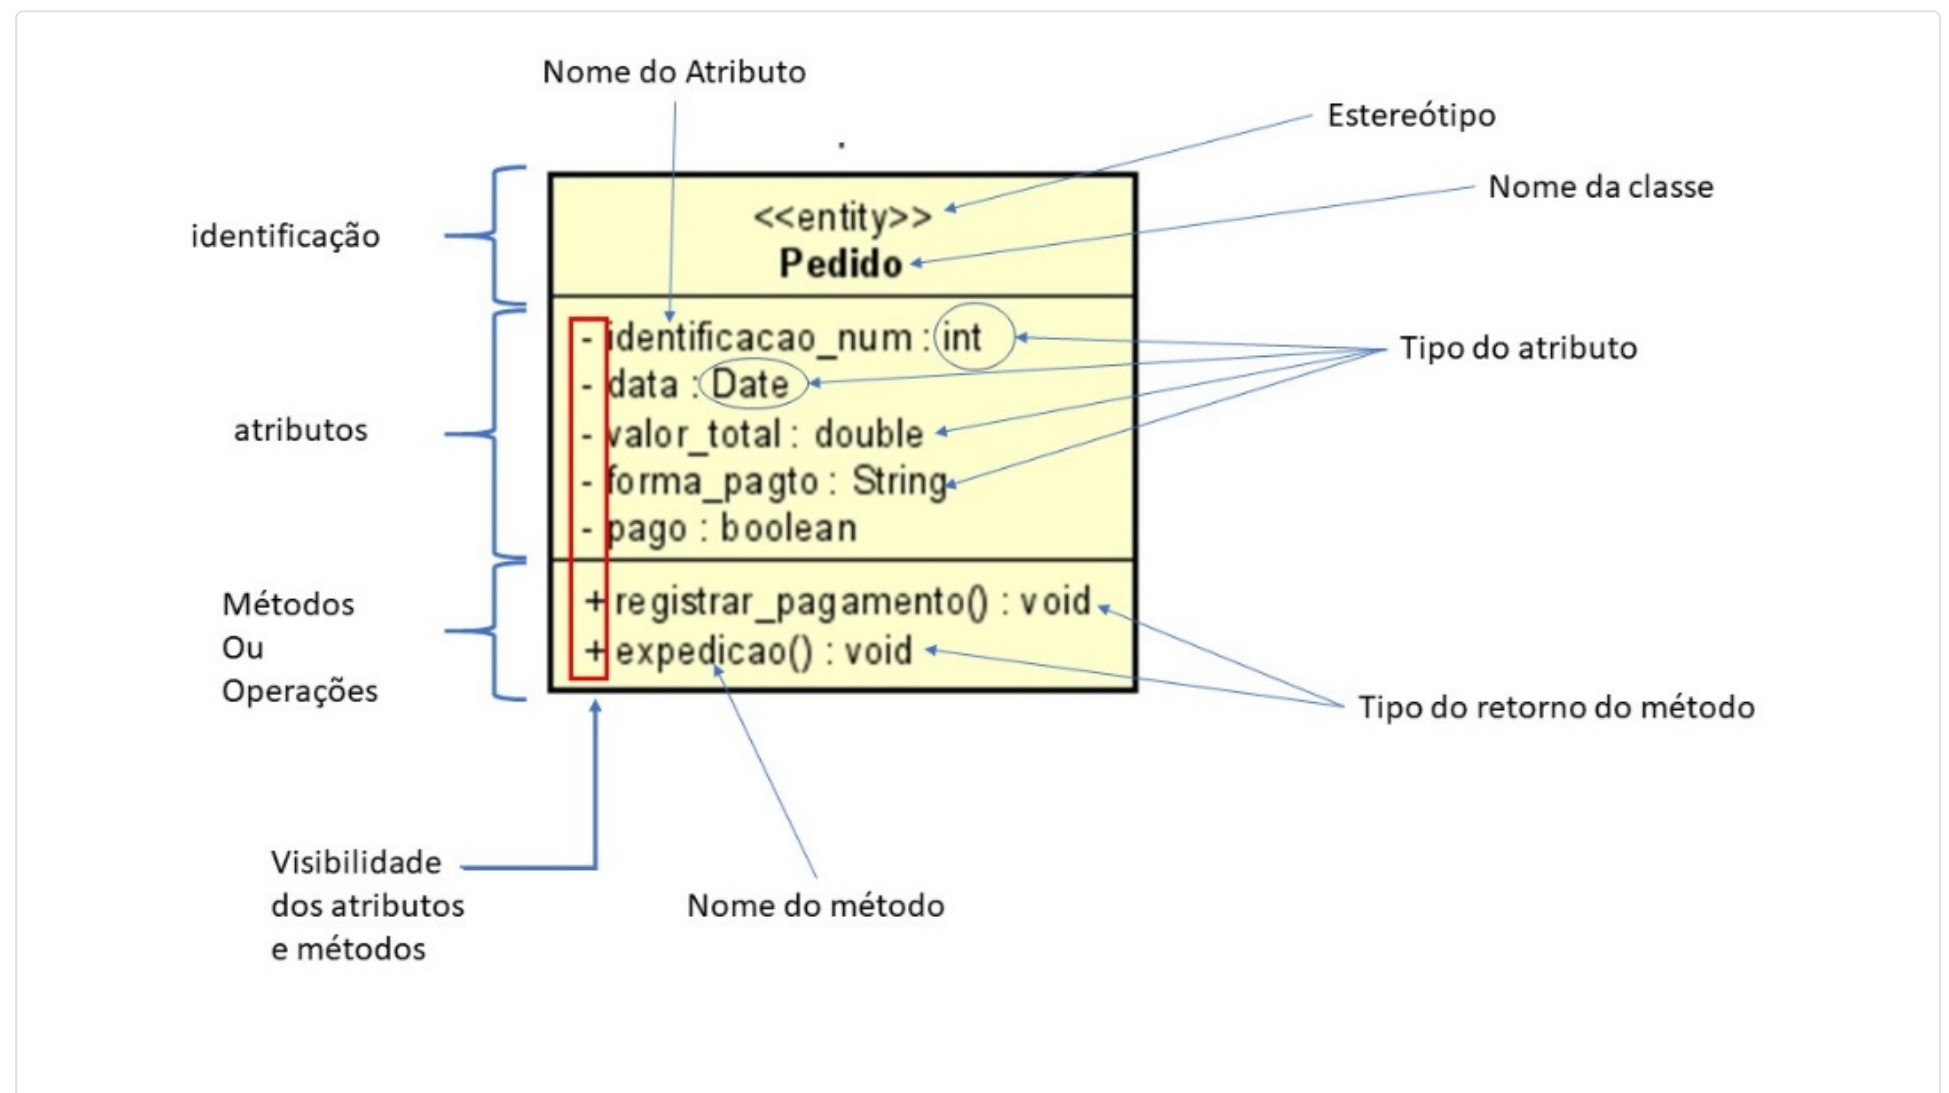 Nome do Atributo
Estereótipo
Nome da classe
identificação
<<entity>>
Pedido
atributos
- identificacao_num : int
- data : Date
- valor_total : double
- forma_pagto : String
- pago : boolean
Tipo do atributo
Métodos
Ou
Operações
+ registrar_pagamento() : void
+ expedicao() : void
Tipo do retorno do método
Visibilidade
dos atributos
e métodos
Nome do método